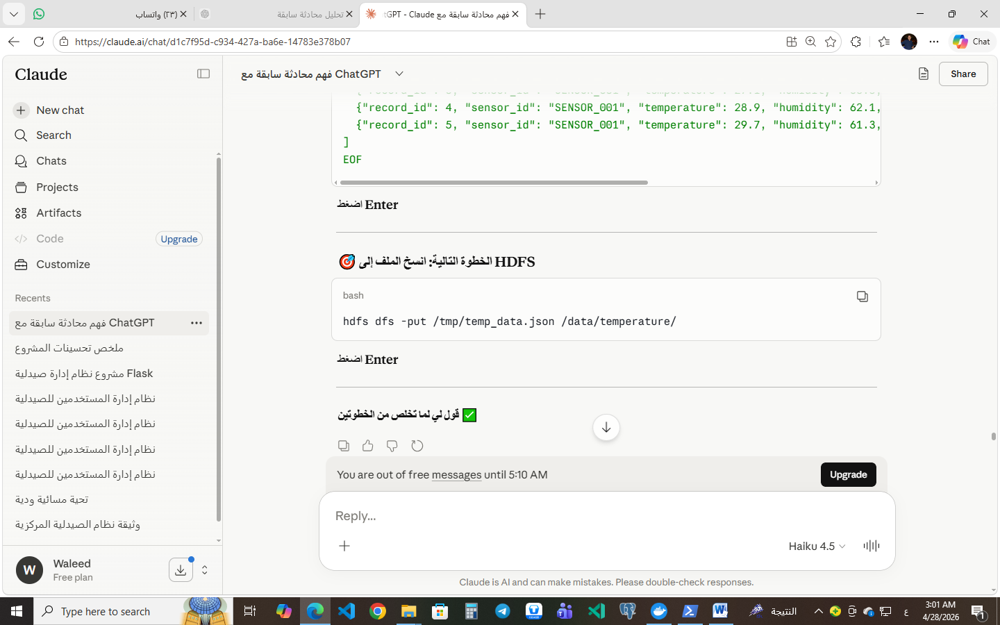 (٢٣) واتساب
تحليل محادثة سابقة
فهم محادثة سابقة مع tGPT - Claude
https://claude.ai/chat/d1c7f95d-c934-427a-ba6e-14783e378b07
Chat
Claude
فهم محادثة سابقة مع ChatGPT
Share
New chat
Search
Chats
Projects
Artifacts
Code
Upgrade
Customize
Recents
فهم محادثة سابقة مع ChatGPT
ملخص تحسينات المشروع
مشروع نظام إدارة صيدلية Flask
نظام إدارة المستخدمين للصيدلية
نظام إدارة المستخدمين للصيدلية
نظام إدارة المستخدمين للصيدلية
نظام إدارة المستخدمين للصيدلية
تحية مسائية ودية
وثيقة نظام الصيدلية المركزية
W
Waleed
Free plan
{"record_id": 4, "sensor_id": "SENSOR_001", "temperature": 28.9, "humidity": 62.1,
{"record_id": 5, "sensor_id": "SENSOR_001", "temperature": 29.7, "humidity": 61.3,
]
EOF
اضغط Enter
🎯 الخطوة التالية: انسخ الملف إلى HDFS
bash
hdfs dfs -put /tmp/temp_data.json /data/temperature/
اضغط Enter
قول لي لما تخلص من الخطوتين ✅
You are out of free messages until 5:10 AM
Upgrade
Reply...
Haiku 4.5
Claude is AI and can make mistakes. Please double-check responses.
Type here to search
النتيجة
ع
3:01 AM
4/28/2026
1